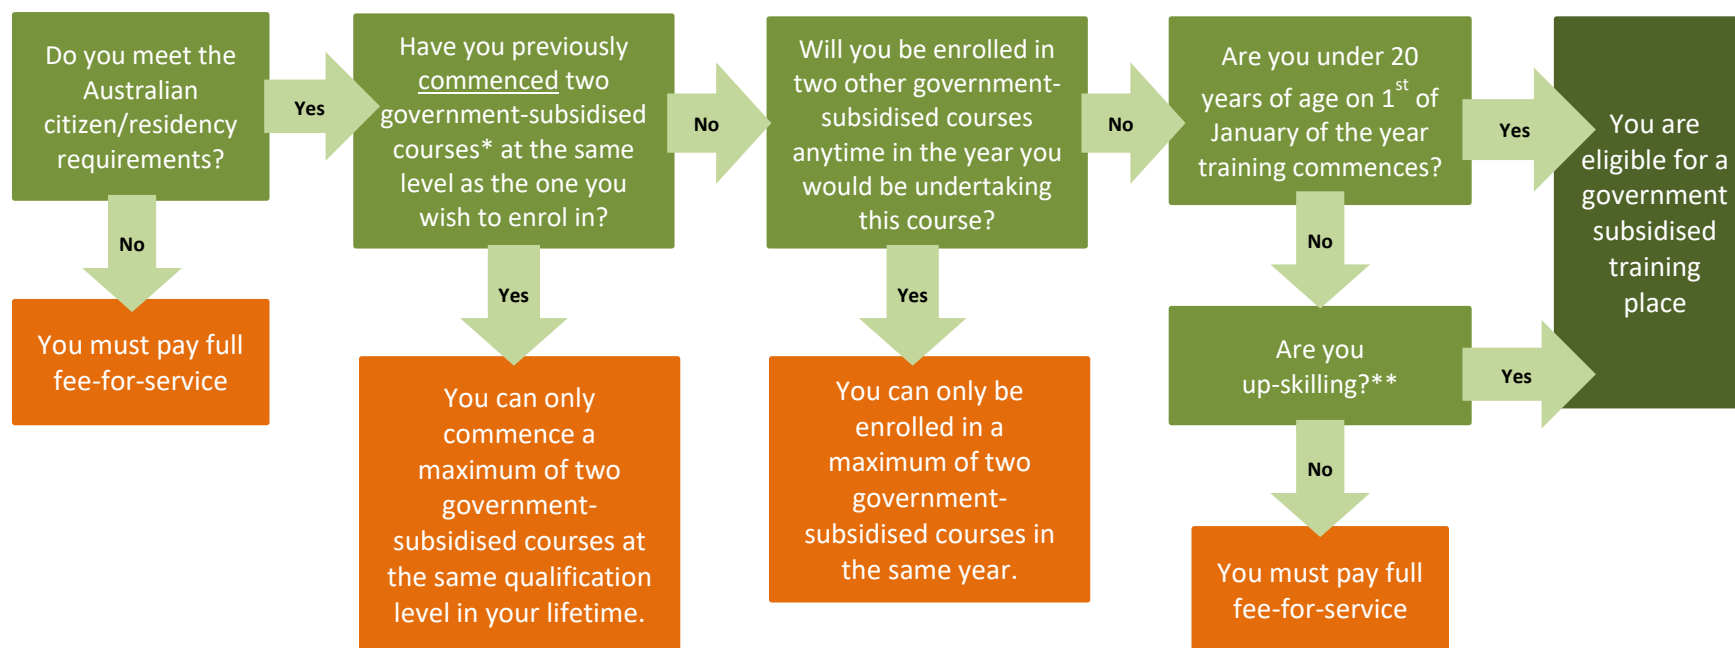 Do you meet the
Australian
citizen/residency
requirements?
Yes
No
You must pay full
fee-for-service
Have you previously
commenced two
government-subsidised
courses* at the same
level as the one you
wish to enrol in?
No
Yes
You can only
commence a
maximum of two
government-
subsidised courses at
the same qualification
level in your lifetime.
Will you be enrolled in
two other government-
subsidised courses
anytime in the year you
would be undertaking
this course?
No
Yes
You can only be
enrolled in a
maximum of two
government-
subsidised courses in
the same year.
Are you under 20
years of age on 1st of
January of the year
training commences?
Yes
No
Are you
up-skilling?**
Yes
No
You must pay full
fee-for-service
You are
eligible for a
government
subsidised
training
place